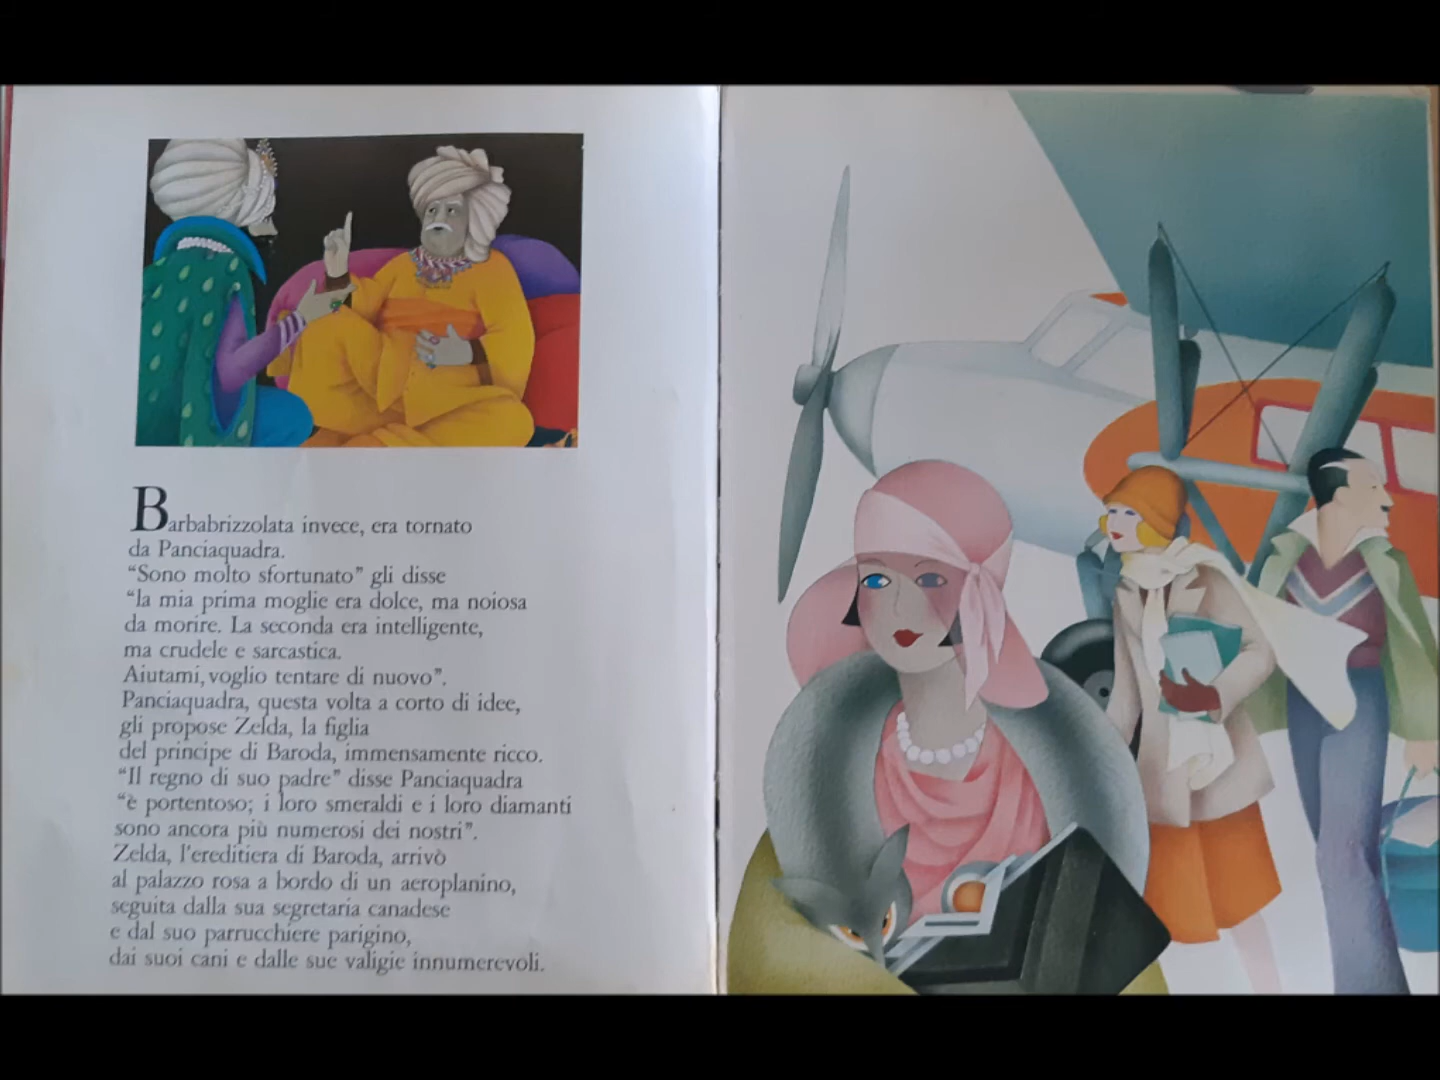 Barbabrizzolata invece, era tornato
da Panciaquadra.
“Sono molto sfortunato” gli disse
“la mia prima moglie era dolce, ma noiosa
da morire. La seconda era intelligente,
ma crudele e sarcastica.
Aiutami, voglio tentare di nuovo”.
Panciaquadra, questa volta a corto di idee,
gli propose Zelda, la figlia
del principe di Baroda, immensamente ricco.
“Il regno di suo padre” disse Panciaquadra
“è portentoso; i loro smeraldi e i loro diamanti
sono ancora più numerosi dei nostri”.
Zelda, l'ereditiera di Baroda, arrivò
al palazzo rosa a bordo di un aeroplanino,
seguita dalla sua segretaria canadese
e dal suo parrucchiere parigino,
dai suoi cani e dalle sue valigie innumerevoli.